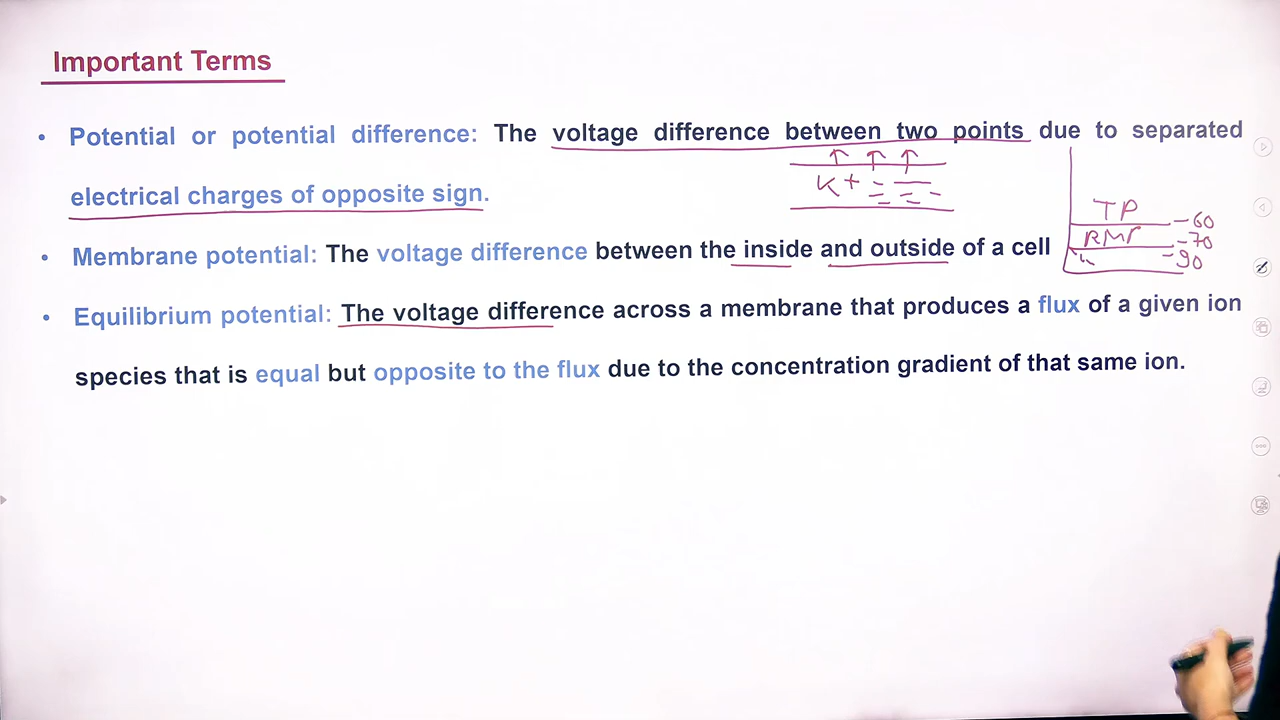 Important Terms
• Potential or potential difference: The voltage difference between two points due to separated
K+
electrical charges of opposite sign.
TP
-60
RMP
-70
-90
• Membrane potential: The voltage difference between the inside and outside of a cell
• Equilibrium potential: The voltage difference across a membrane that produces a flux of a given ion
species that is equal but opposite to the flux due to the concentration gradient of that same ion.